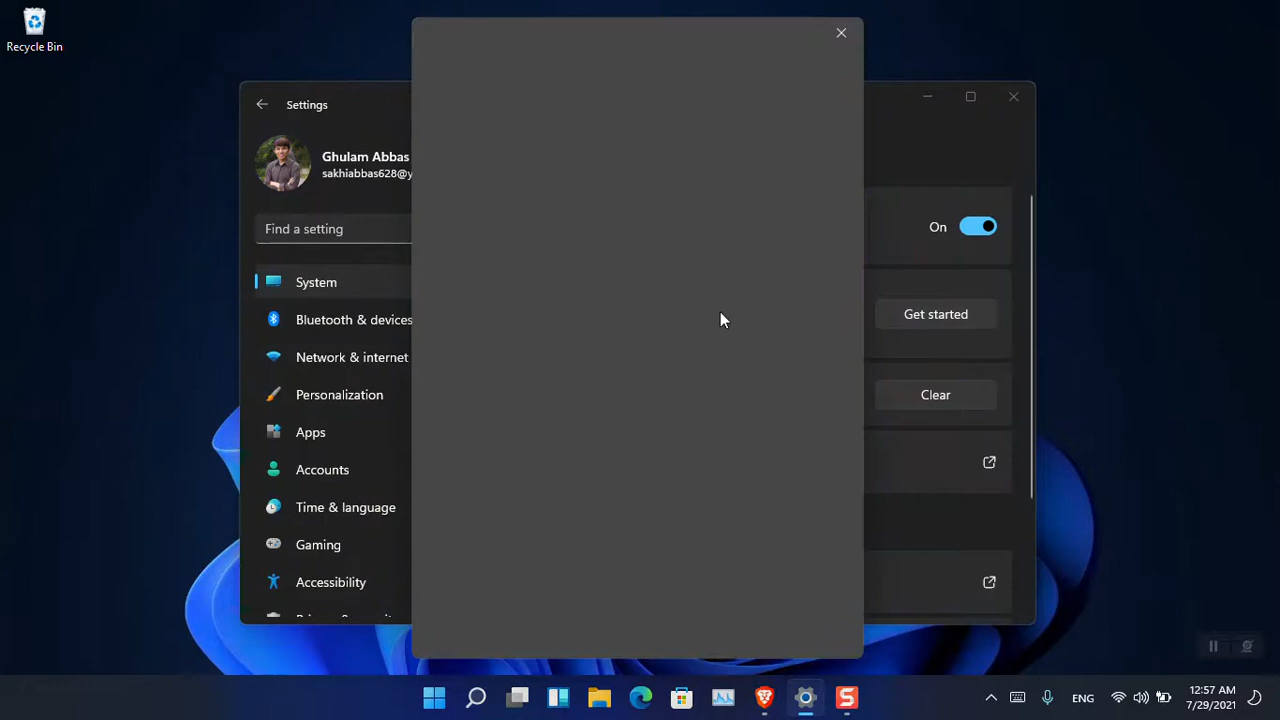 Recycle Bin
Settings
Ghulam Abbas
sakhiabbas628@y
Find a setting
System
Bluetooth & devices
Network & internet
Personalization
Apps
Accounts
Time & language
Gaming
Accessibility
On
Get started
Clear
ENG
12:57 AM
7/29/2021